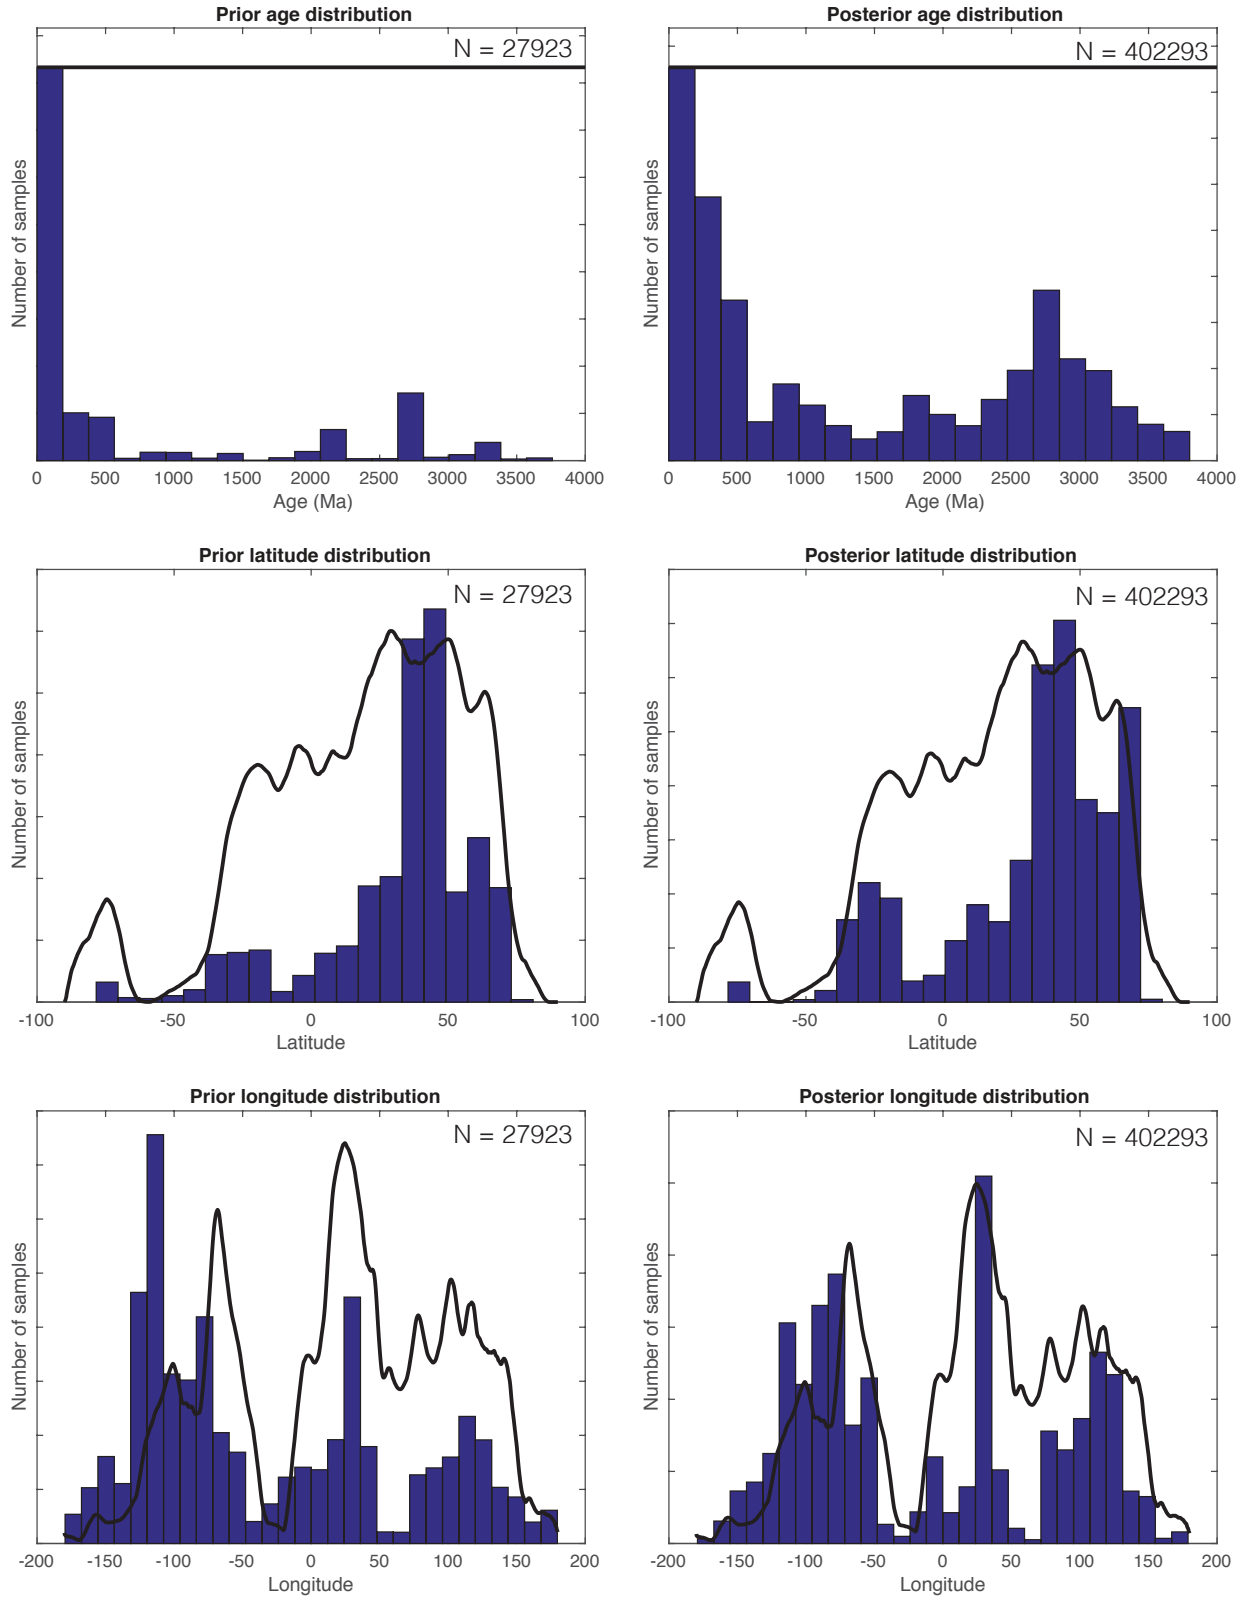 Prior age distribution
N = 27923
Number of samples
0 500 1000 1500 2000 2500 3000 3500 4000
Age (Ma)
Posterior age distribution
N = 402293
Number of samples
0 500 1000 1500 2000 2500 3000 3500 4000
Age (Ma)
Prior latitude distribution
N = 27923
Number of samples
-100 -50 0 50 100
Latitude
Posterior latitude distribution
N = 402293
Number of samples
-100 -50 0 50 100
Latitude
Prior longitude distribution
N = 27923
Number of samples
-200 -150 -100 -50 0 50 100 150 200
Longitude
Posterior longitude distribution
N = 402293
Number of samples
-200 -150 -100 -50 0 50 100 150 200
Longitude